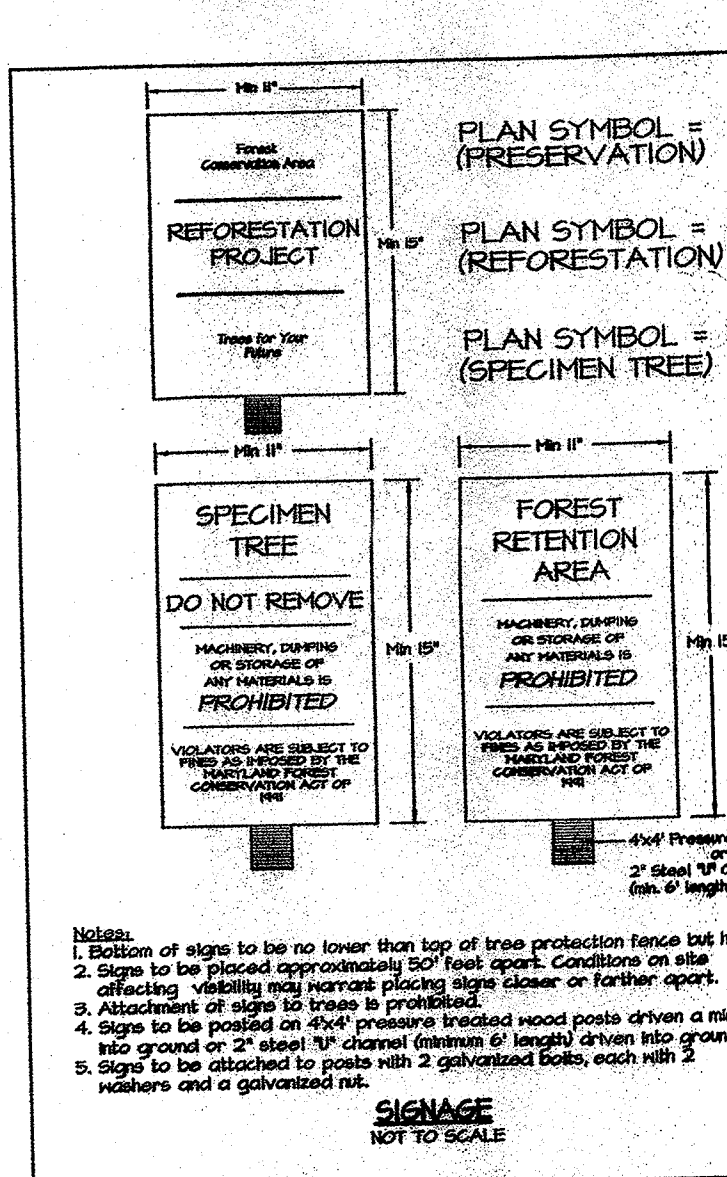 Min 11"
Forest
Conservation Area
REFORESTATION
PROJECT
Trees for Your
Future
Min 15"
PLAN SYMBOL =
(PRESERVATION)
PLAN SYMBOL =
(REFORESTATION)
PLAN SYMBOL =
(SPECIMEN TREE)
Min 11"
SPECIMEN
TREE
DO NOT REMOVE
MACHINERY, DUMPING
OR STORAGE OF
ANY MATERIALS IS
PROHIBITED
VIOLATORS ARE SUBJECT TO
FINES AS IMPOSED BY THE
MARYLAND FOREST
CONSERVATION ACT OF
1991
Min 15"
Min 11"
FOREST
RETENTION
AREA
MACHINERY, DUMPING
OR STORAGE OF
ANY MATERIALS IS
PROHIBITED
VIOLATORS ARE SUBJECT TO
FINES AS IMPOSED BY THE
MARYLAND FOREST
CONSERVATION ACT OF
1991
Min 15
4'x4' Pressure
or
2" Steel "U"
(min. 6' length
Notes:
1. Bottom of signs to be no lower than top of tree protection fence but
2. Signs to be placed approximately 50' feet apart. Conditions on site
affecting visibility may warrant placing signs closer or farther apart.
3. Attachment of signs to trees is prohibited.
4. Signs to be posted on 4'x4' pressure treated wood posts driven a
into ground or 2" steel "U" channel (minimum 6' length) driven into
5. Signs to be attached to posts with 2 galvanized bolts, each with 2
washers and a galvanized nut.
SIGNAGE
NOT TO SCALE